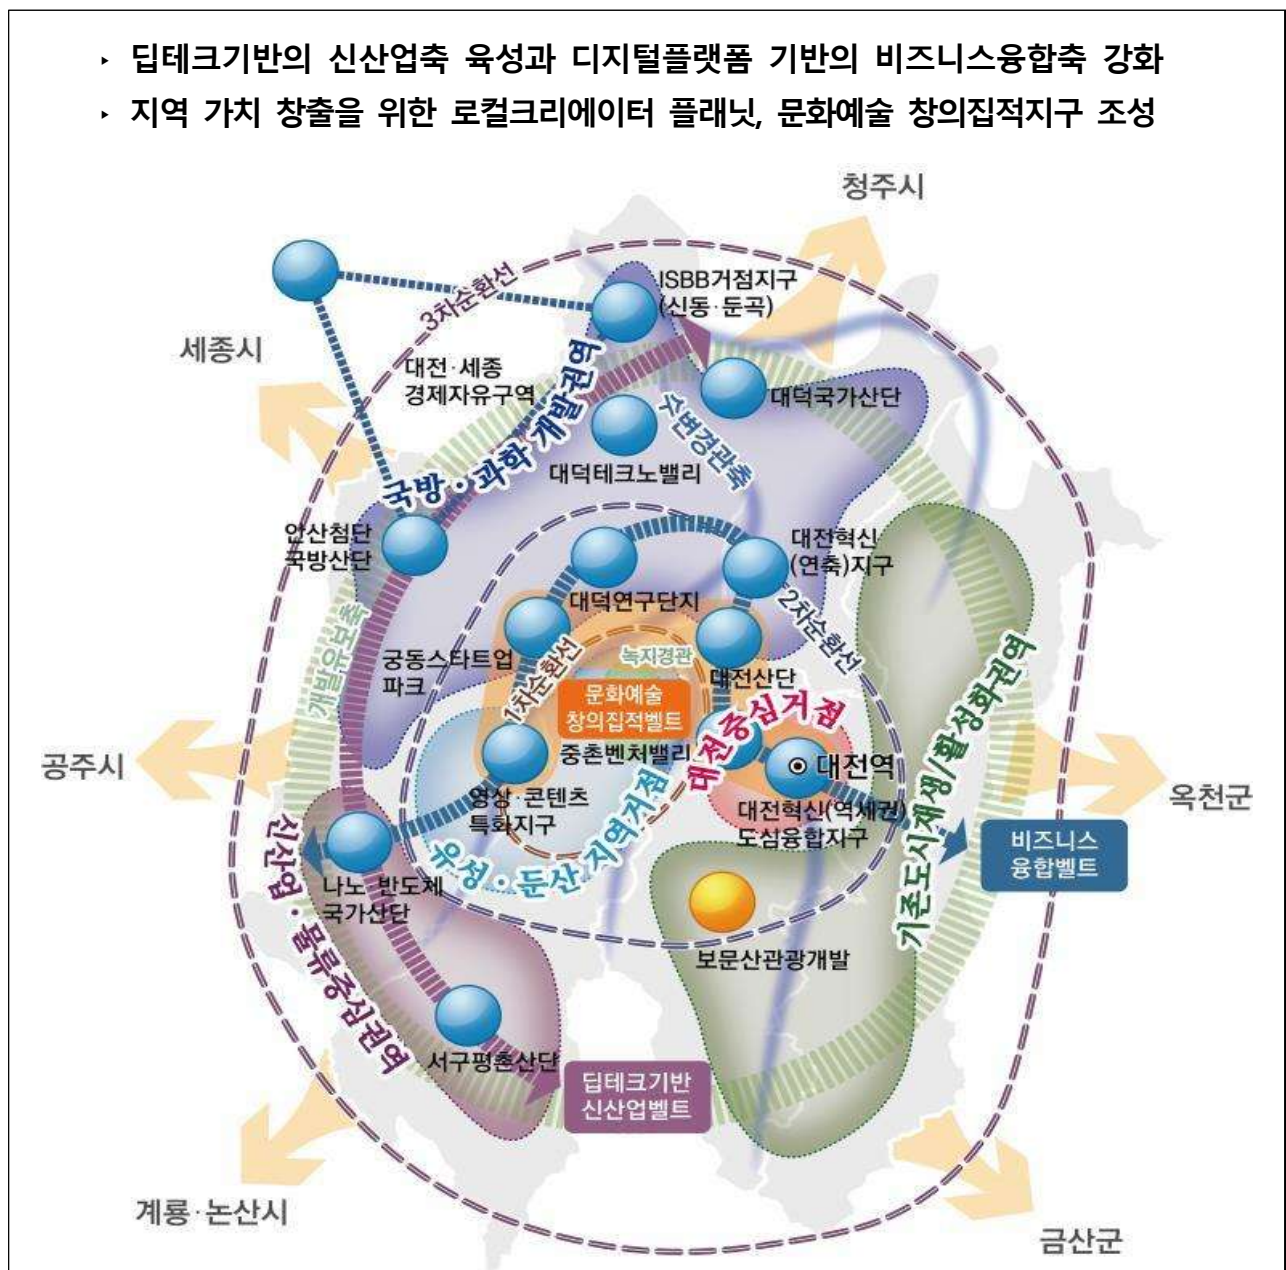 ‣ 딥테크기반의 신산업축 육성과 디지털플랫폼 기반의 비즈니스융합축 강화
‣ 지역 가치 창출을 위한 로컬크리에이터 플래닛, 문화예술 창의집적지구 조성
청주시
3차순환선
ISBB거점지구
(신동·둔곡)
세종시
대전·세종
경제자유구역
국방·과학 개발권역
대덕국가산단
수변경관축
대덕테크노밸리
안산첨단
국방산단
대전혁신
(연축)지구
대덕연구단지
2차순환선
개발유보축
궁동스타트업
파크
1차순환선
녹지경관
대전산단
문화예술
창의집적벨트
중촌벤처밸리
대전중심거점
대전역
기존도시재생/활성화권역
공주시
옥천군
영상·콘텐츠
특화지구
대전혁신(역세권)
도심융합지구
유성·둔산 지역거점
비즈니스
융합벨트
신산업·물류중심권역
나노 반도체
국가산단
보문산관광개발
서구평촌산단
딥테크기반
신산업벨트
계룡·논산시
금산군